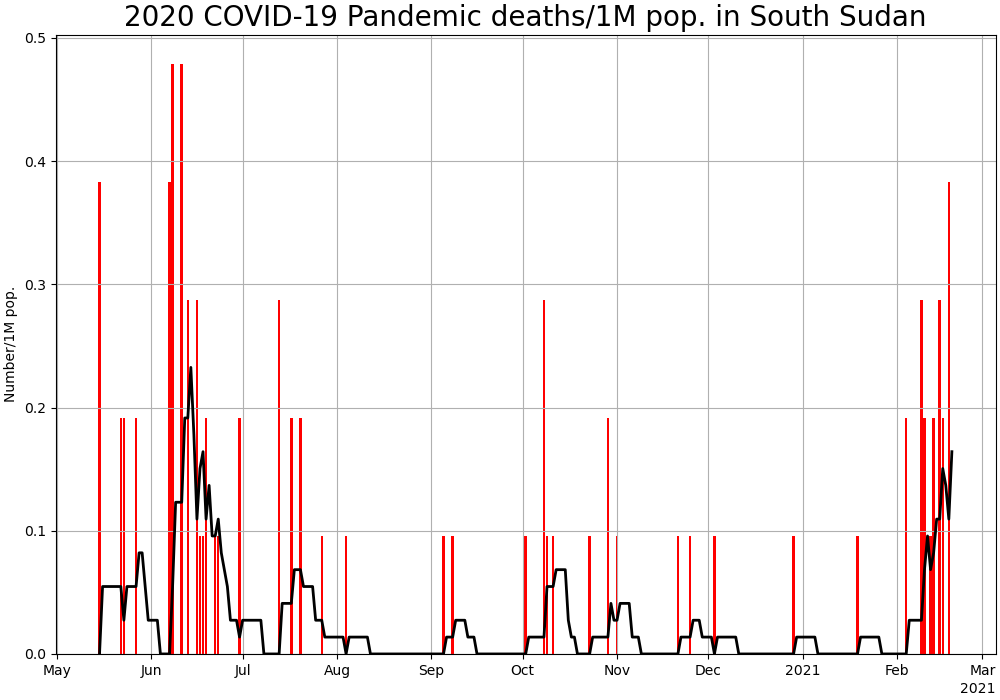 2020 COVID-19 Pandemic deaths/1M pop. in South Sudan
Number/1M pop.
0.5
0.4
0.3
0.2
0.1
0.0
May Jun Jul Aug Sep Oct Nov Dec 2021 Feb Mar
2021